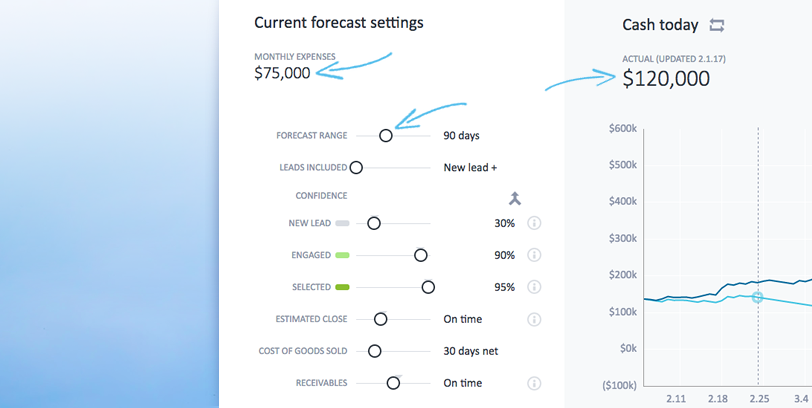 Current forecast settings
MONTHLY EXPENSES
$75,000
FORECAST RANGE 90 days
LEADS INCLUDED New lead +
CONFIDENCE
NEW LEAD 30%
ENGAGED 90%
SELECTED 95%
ESTIMATED CLOSE On time
COST OF GOODS SOLD 30 days net
RECEIVABLES On time
Cash today
ACTUAL (UPDATED 2.1.17)
$120,000
$600k
$500k
$400k
$300k
$200k
$100k
$0k
($100k)
2.11 2.18 2.25 3.4